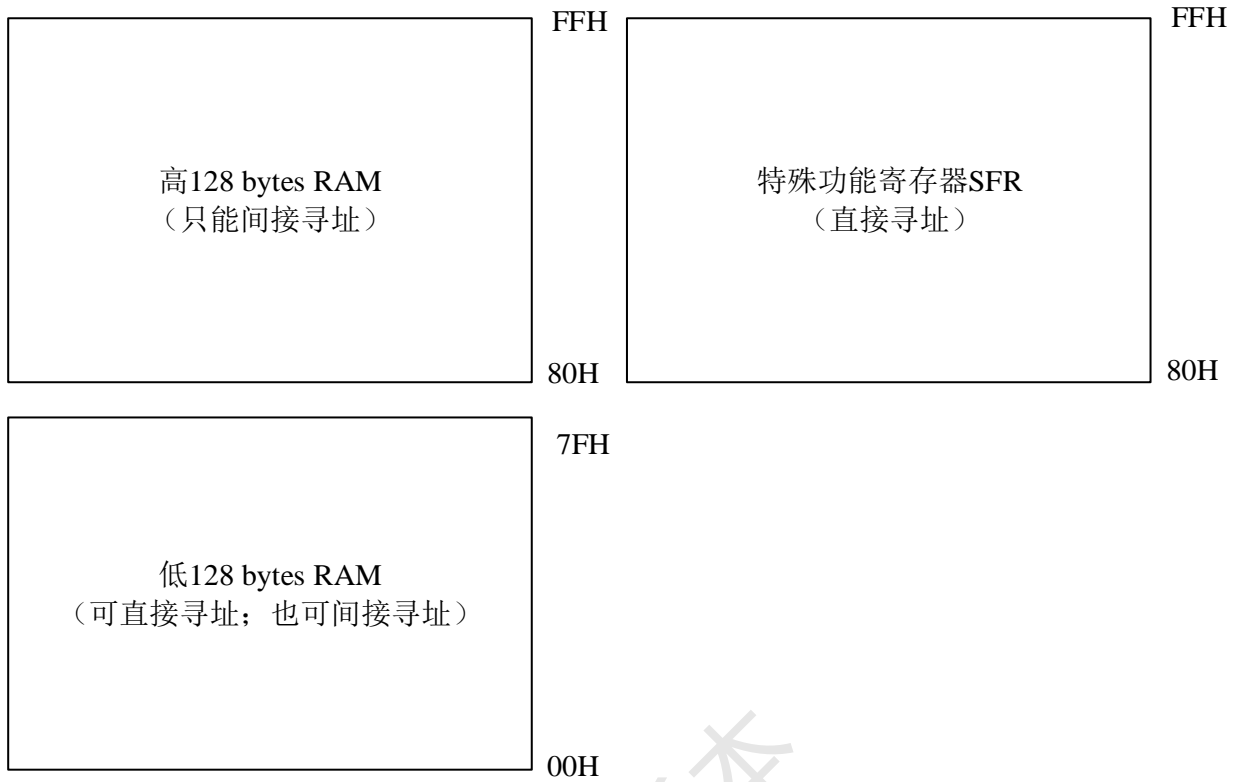 FFH
高128 bytes RAM
（只能间接寻址）
80H
FFH
特殊功能寄存器SFR
（直接寻址）
80H
7FH
低128 bytes RAM
（可直接寻址；也可间接寻址）
00H
本